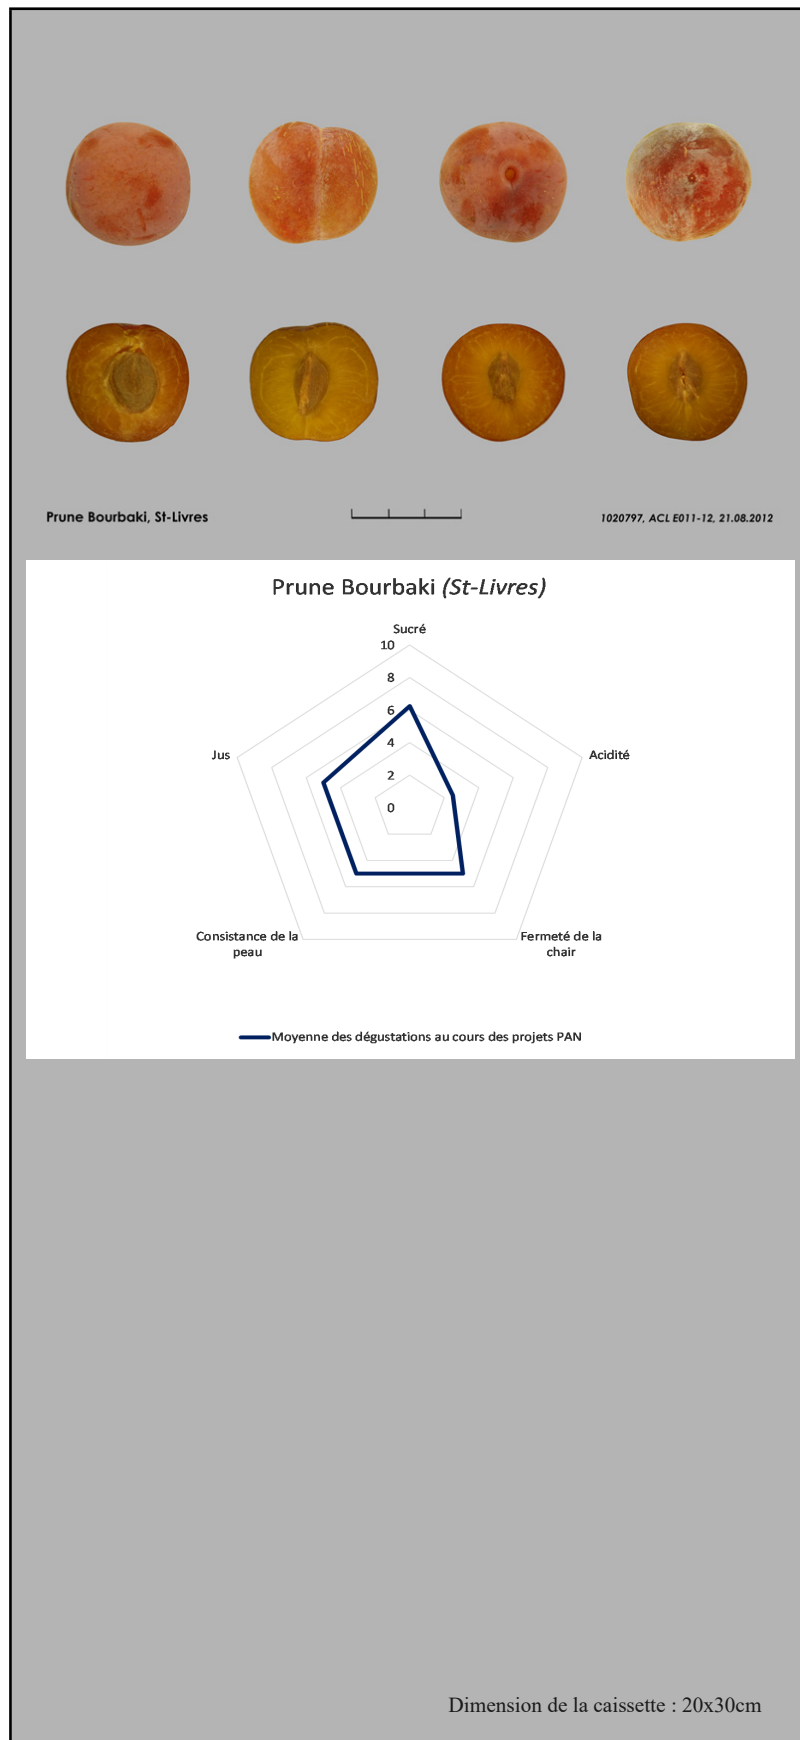 Prune Bourbaki, St-Livres
1020797, ACL E011-12, 21.08.2012
Prune Bourbaki (St-Livres)
Sucré
10
8
6
4
2
0
Jus
Acidité
Consistance de la
peau
Fermeté de la
chair
Moyenne des dégustations au cours des projets PAN
Dimension de la caissette : 20x30cm